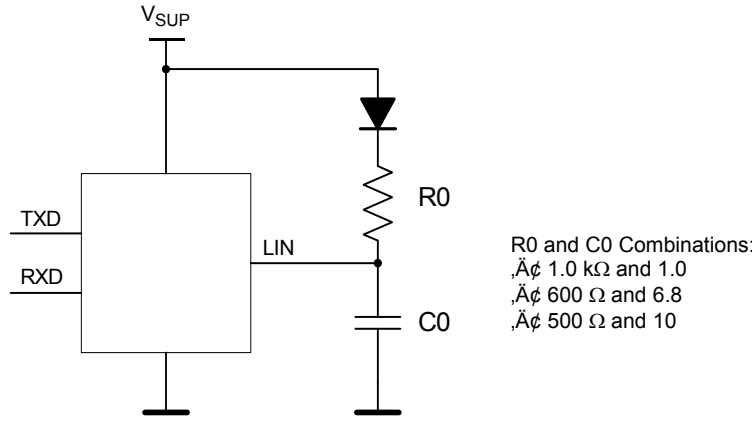 VSUP
R0
TXD
LIN
RXD
C0
R0 and C0 Combinations:
‚Ä¢ 1.0 kΩ and 1.0
‚Ä¢ 600 Ω and 6.8
‚Ä¢ 500 Ω and 10